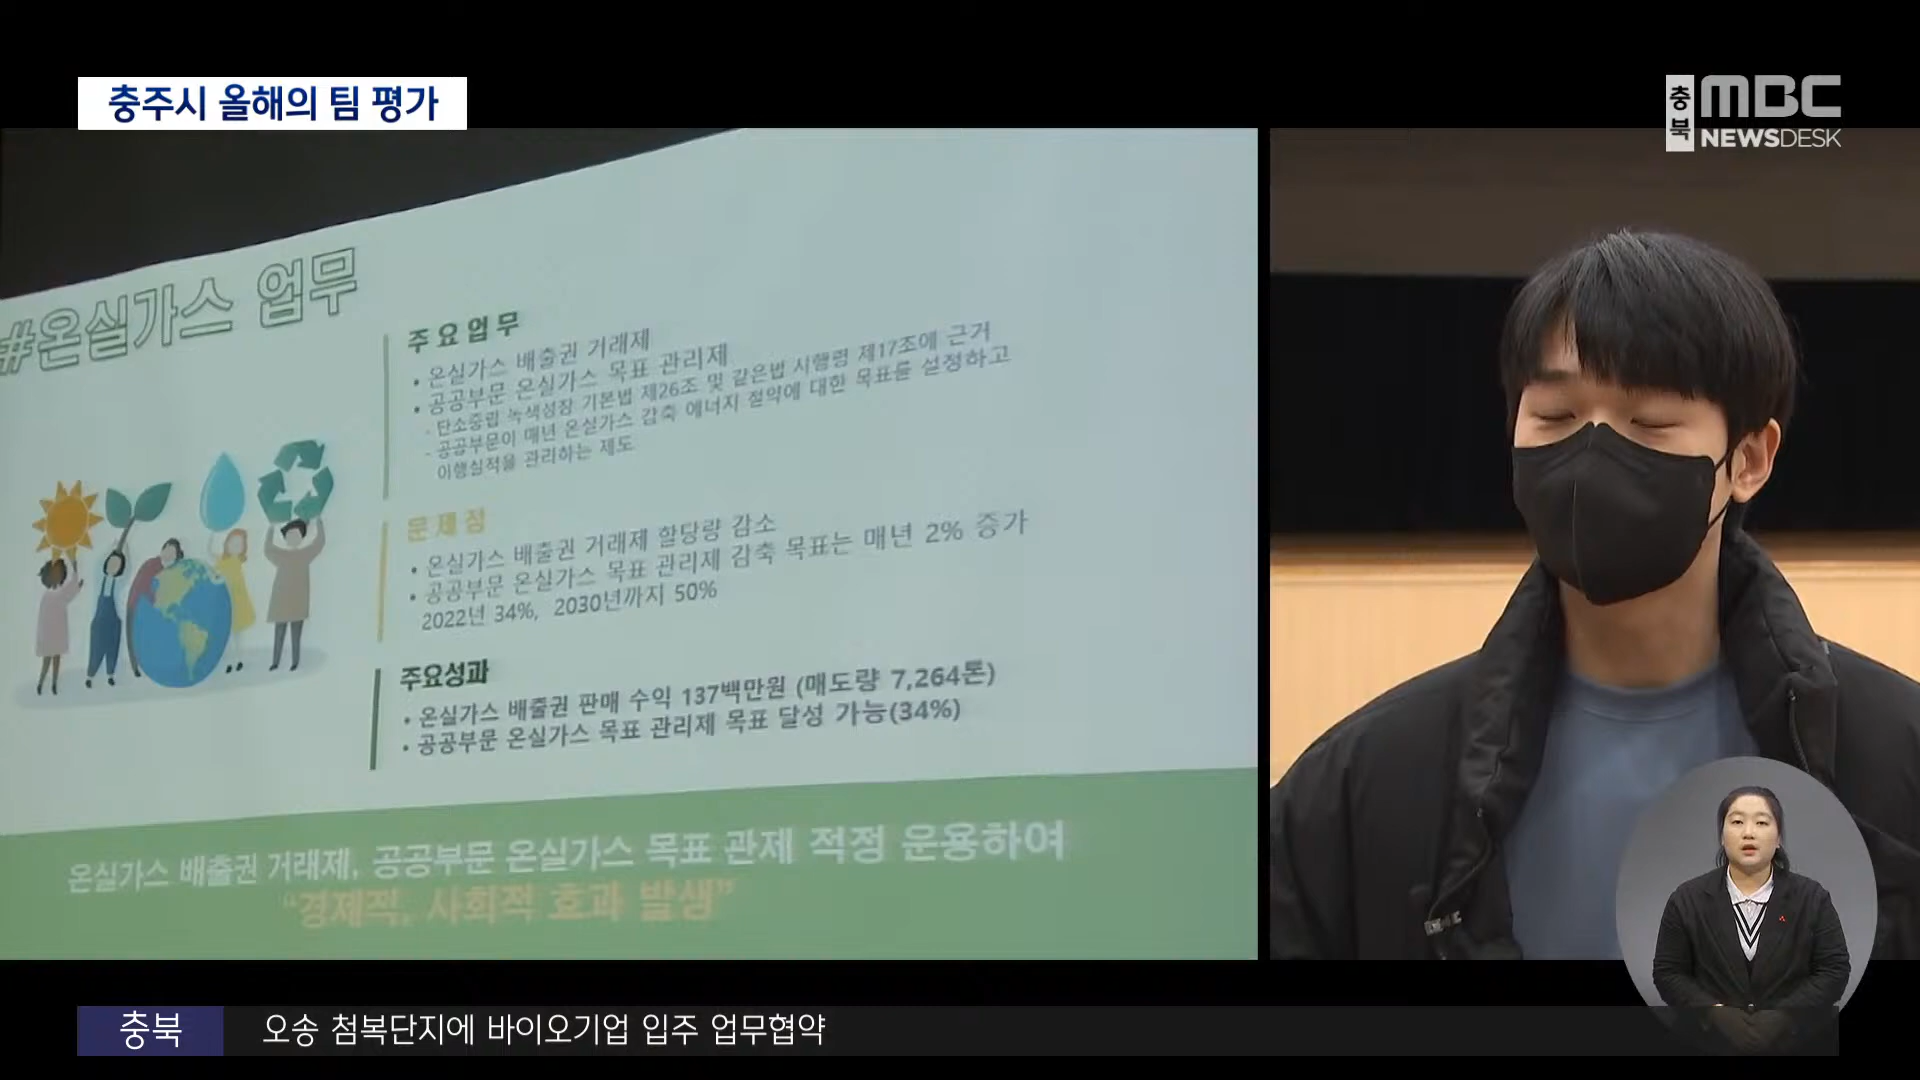 충주시 올해의 팀 평가
충북
MBC
NEWSDESK
#온실가스 업무
주요업무
• 온실가스 배출권 거래제
• 공공부문 온실가스 목표 관리제
- 탄소중립 녹색성장 기본법 제26조 및 같은법 시행령 제17조에 근거
- 공공부문이 매년 온실가스 감축 에너지 절약에 대한 목표를 설정하고
이행실적을 관리하는 제도
문제점
• 온실가스 배출권 거래제 할당량 감소
• 공공부문 온실가스 목표 관리제 감축 목표는 매년 2% 증가
2022년 34%, 2030년까지 50%
주요성과
• 온실가스 배출권 판매 수익 137백만원 (매도량 7,264톤)
• 공공부문 온실가스 목표 관리제 목표 달성 가능(34%)
온실가스 배출권 거래제, 공공부문 온실가스 목표 관제 적정 운용하여
“경제적, 사회적 효과 발생”
충북
오송 첨복단지에 바이오기업 입주 업무협약